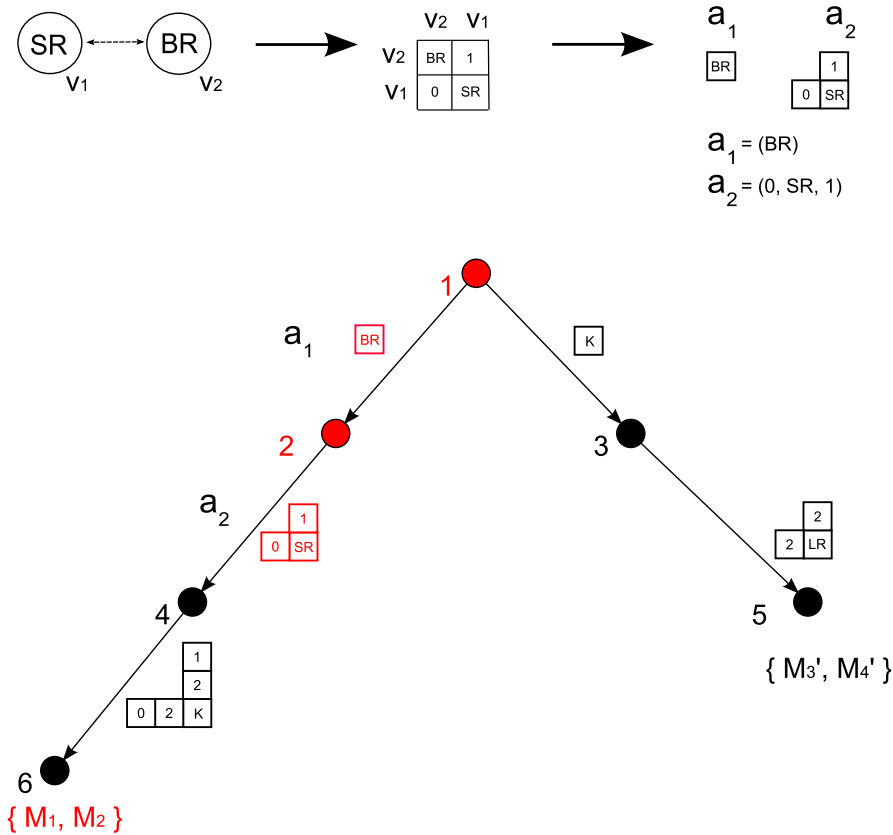 SR BR
v1 v2
v2 v1
v2 BR 1
v1 0 SR
a1 a2
BR 1
0 SR
a1 = (BR)
a2 = (0, SR, 1)
1
a1 BR K
2 3
a2 1 2
0 SR 2 LR
4 5
1
2
0 2 K
{ M3', M4' }
6
{ M1, M2 }